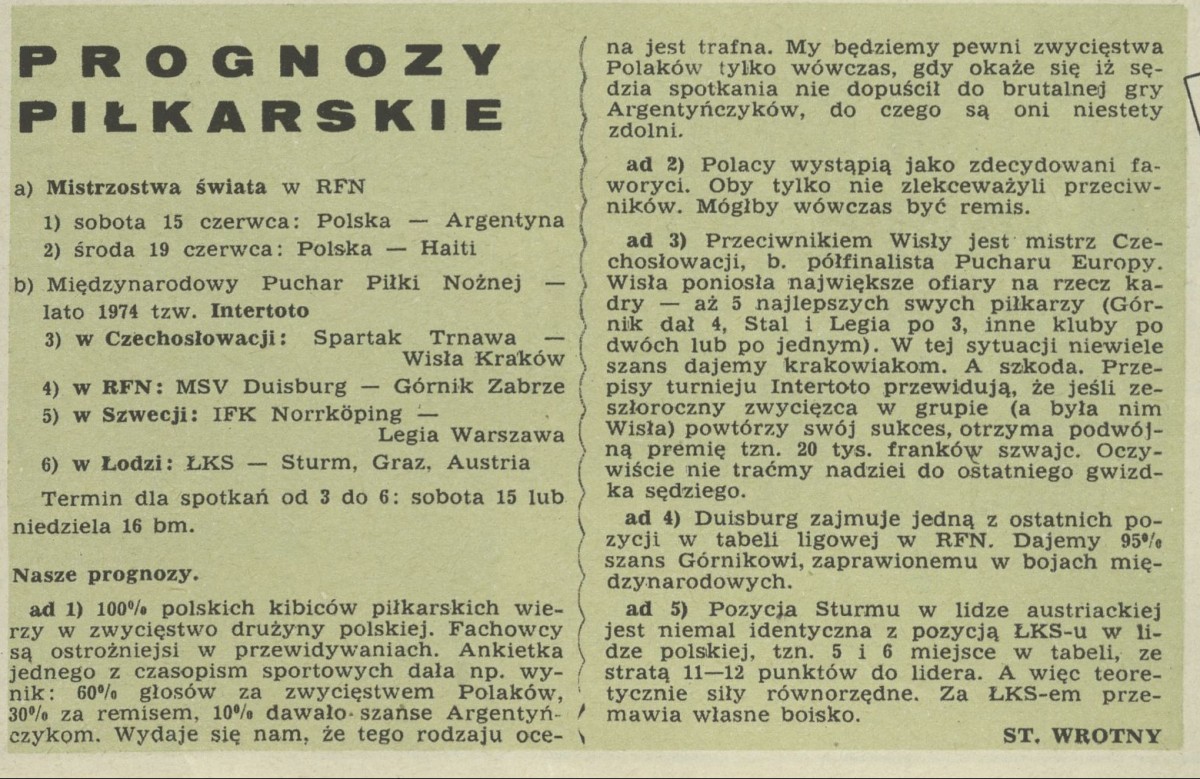 PROGNOZY
PIŁKARSKIE
a) Mistrzostwa świata w RFN
1) sobota 15 czerwca: Polska — Argentyna
2) środa 19 czerwca: Polska — Haiti
b) Międzynarodowy Puchar Piłki Nożnej —
lato 1974 tzw. Intertoto
3) w Czechosłowacji: Spartak Trnawa —
Wisła Kraków
4) w RFN: MSV Duisburg — Górnik Zabrze
5) w Szwecji: IFK Norrköping —
Legia Warszawa
6) w Łodzi: ŁKS — Sturm, Graz, Austria
Termin dla spotkań od 3 do 6: sobota 15 lub
niedziela 16 bm.
Nasze prognozy.
ad 1) 100% polskich kibiców piłkarskich wie-
rzy w zwycięstwo drużyny polskiej. Fachowcy
są ostrożniejsi w przewidywaniach. Ankietka
jednego z czasopism sportowych dała np. wy-
nik: 60% głosów za zwycięstwem Polaków,
30% za remisem, 10% dawało szanse Argentyń-
czykom. Wydaje się nam, że tego rodzaju oce-
na jest trafna. My będziemy pewni zwycięstwa
Polaków tylko wówczas, gdy okaże się iż sę-
dzia spotkania nie dopuścił do brutalnej gry
Argentyńczyków, do czego są oni niestety
zdolni.
ad 2) Polacy wystąpią jako zdecydowani fa-
woryci. Oby tylko nie zlekceważyli przeciw-
ników. Mógłby wówczas być remis.
ad 3) Przeciwnikiem Wisły jest mistrz Cze-
chosłowacji, b. półfinalista Pucharu Europy.
Wisła poniosła największe ofiary na rzecz ka-
dry — aż 5 najlepszych swych piłkarzy (Gór-
nik dał 4, Stal i Legia po 3, inne kluby po
dwóch lub po jednym). W tej sytuacji niewiele
szans dajemy krakowiakom. A szkoda. Prze-
pisy turnieju Intertoto przewidują, że jeśli ze-
szłoroczny zwycięzca w grupie (a była nim
Wisła) powtórzy swój sukces, otrzyma podwój-
ną premię tzn. 20 tys. franków szwajc. Oczy-
wiście nie traćmy nadziei do ostatniego gwizd-
ka sędziego.
ad 4) Duisburg zajmuje jedną z ostatnich po-
zycji w tabeli ligowej w RFN. Dajemy 95%
szans Górnikowi, zaprawionemu w bojach mię-
dzynarodowych.
ad 5) Pozycja Sturmu w lidze austriackiej
jest niemal identyczna z pozycją ŁKS-u w li-
dze polskiej, tzn. 5 i 6 miejsce w tabeli, ze
stratą 11—12 punktów do lidera. A więc teore-
tycznie siły równorzędne. Za ŁKS-em prze-
mawia własne boisko.
ST. WROTNY